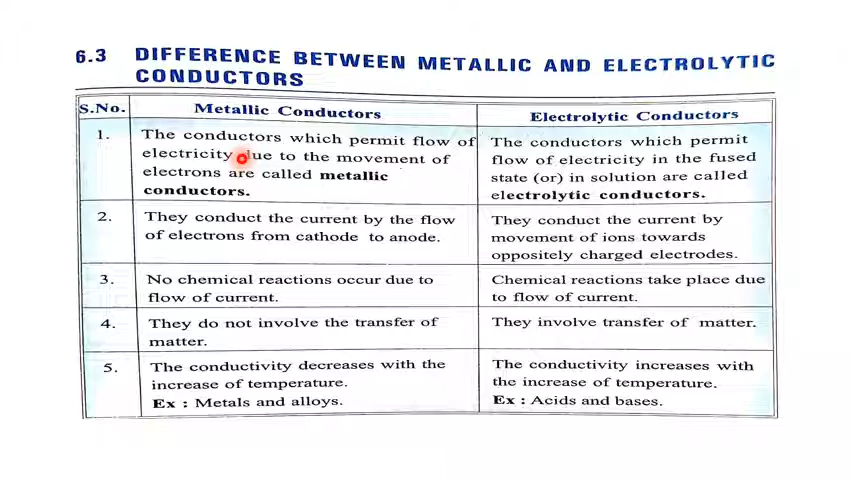 6.3 DIFFERENCE BETWEEN METALLIC AND ELECTROLYTIC
CONDUCTORS
S.No. Metallic Conductors Electrolytic Conductors
1. The conductors which permit flow of
electricity due to the movement of
electrons are called metallic
conductors.
The conductors which permit
flow of electricity in the fused
state (or) in solution are called
electrolytic conductors.
2. They conduct the current by the flow
of electrons from cathode to anode.
They conduct the current by
movement of ions towards
oppositely charged electrodes.
3. No chemical reactions occur due to
flow of current.
Chemical reactions take place due
to flow of current.
4. They do not involve the transfer of
matter.
They involve transfer of matter.
5. The conductivity decreases with the
increase of temperature.
Ex : Metals and alloys.
The conductivity increases with
the increase of temperature.
Ex : Acids and bases.